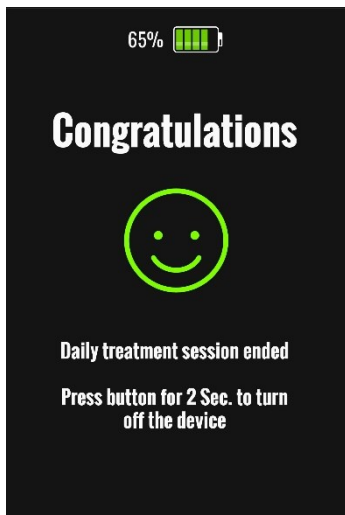 65%
Congratulations
Daily treatment session ended
Press button for 2 Sec. to turn
off the device